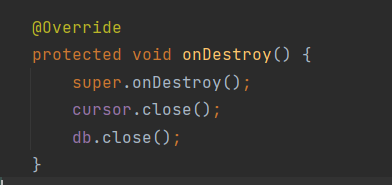 @Override
protected void onDestroy() {
    super.onDestroy();
    cursor.close();
    db.close();
}